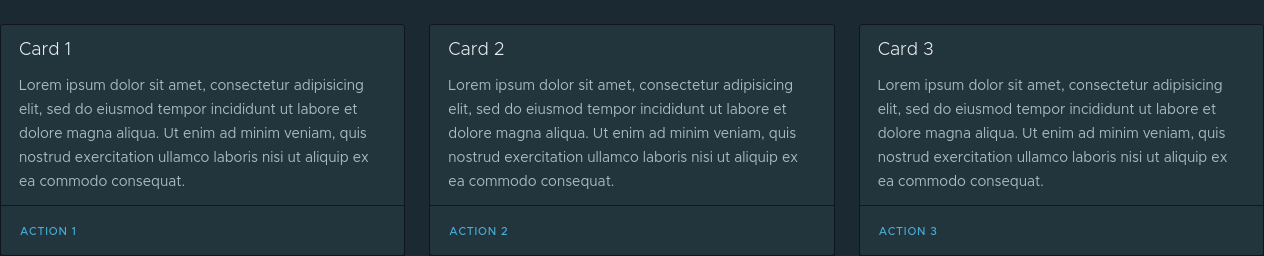 Card 1
Lorem ipsum dolor sit amet, consectetur adipisicing
elit, sed do eiusmod tempor incididunt ut labore et
dolore magna aliqua. Ut enim ad minim veniam, quis
nostrud exercitation ullamco laboris nisi ut aliquip ex
ea commodo consequat.
ACTION 1
Card 2
Lorem ipsum dolor sit amet, consectetur adipisicing
elit, sed do eiusmod tempor incididunt ut labore et
dolore magna aliqua. Ut enim ad minim veniam, quis
nostrud exercitation ullamco laboris nisi ut aliquip ex
ea commodo consequat.
ACTION 2
Card 3
Lorem ipsum dolor sit amet, consectetur adipisicing
elit, sed do eiusmod tempor incididunt ut labore et
dolore magna aliqua. Ut enim ad minim veniam, quis
nostrud exercitation ullamco laboris nisi ut aliquip ex
ea commodo consequat.
ACTION 3